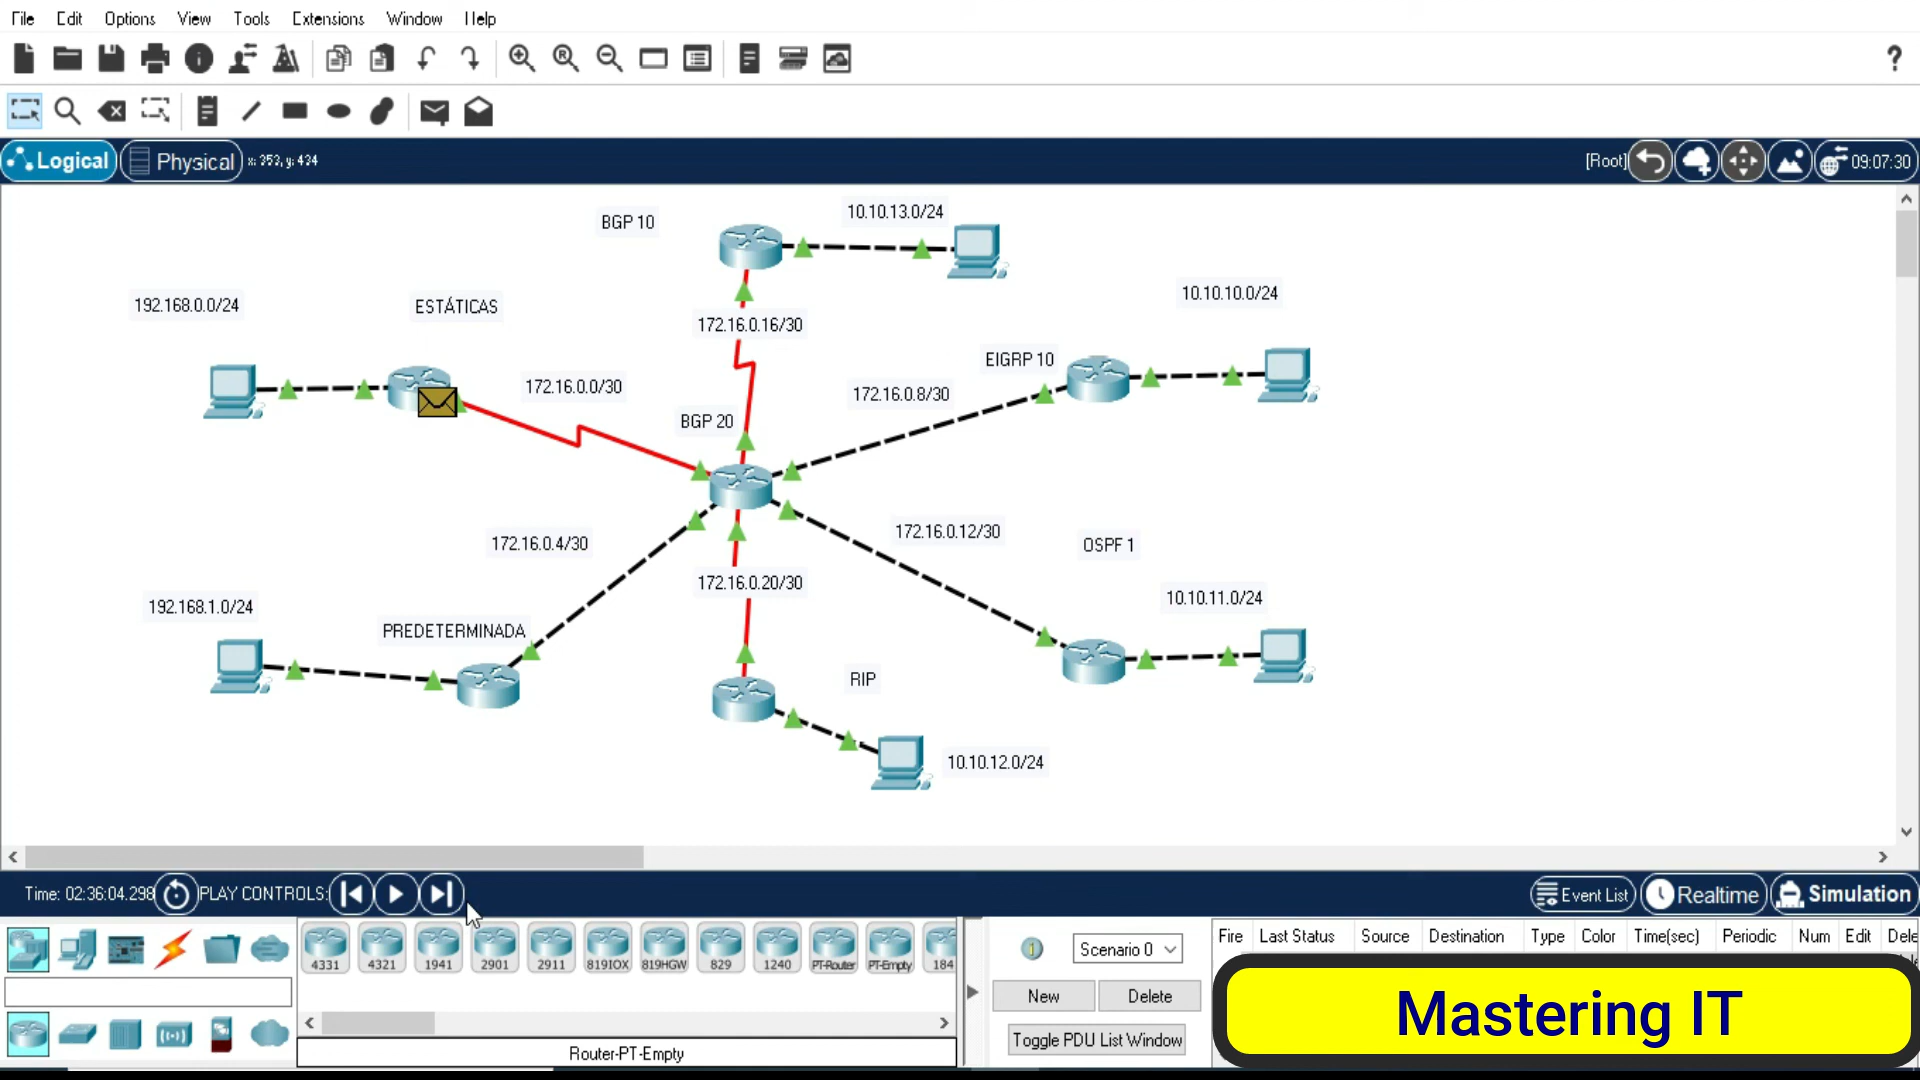 File Edit Options View Tools Extensions Window Help
?
Logical Physical x: 353, y: 434 [Root] 09:07:30
BGP 10 10.10.13.0/24
192.168.0.0/24 ESTÁTICAS 10.10.10.0/24
172.16.0.16/30
EIGRP 10
172.16.0.0/30 172.16.0.8/30
BGP 20
172.16.0.4/30 172.16.0.12/30 OSPF 1
172.16.0.20/30
192.168.1.0/24 10.10.11.0/24
PREDETERMINADA
RIP
10.10.12.0/24
Time: 02:36:04.298 PLAY CONTROLS: Event List Realtime Simulation
4331 4321 1941 2901 2911 819IOX 819HGW 829 1240 PT-Router PT-Empty 184
Scenario 0
New Delete
Toggle PDU List Window
Fire Last Status Source Destination Type Color Time(sec) Periodic Num Edit Dele
Router-PT-Empty
Mastering IT